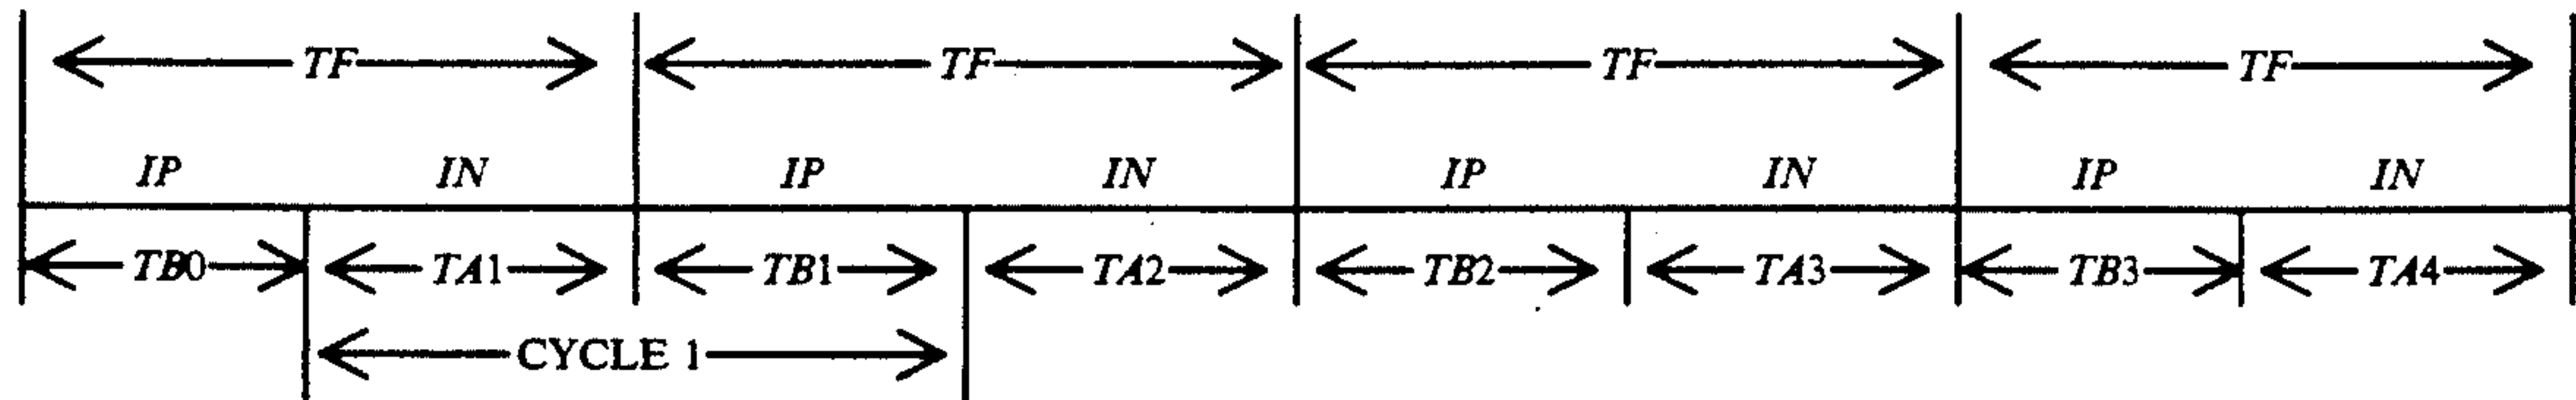 TF TF TF TF
IP IN IP IN IP IN IP IN
TB0 TA1 TB1 TA2 TB2 TA3 TB3 TA4
CYCLE 1